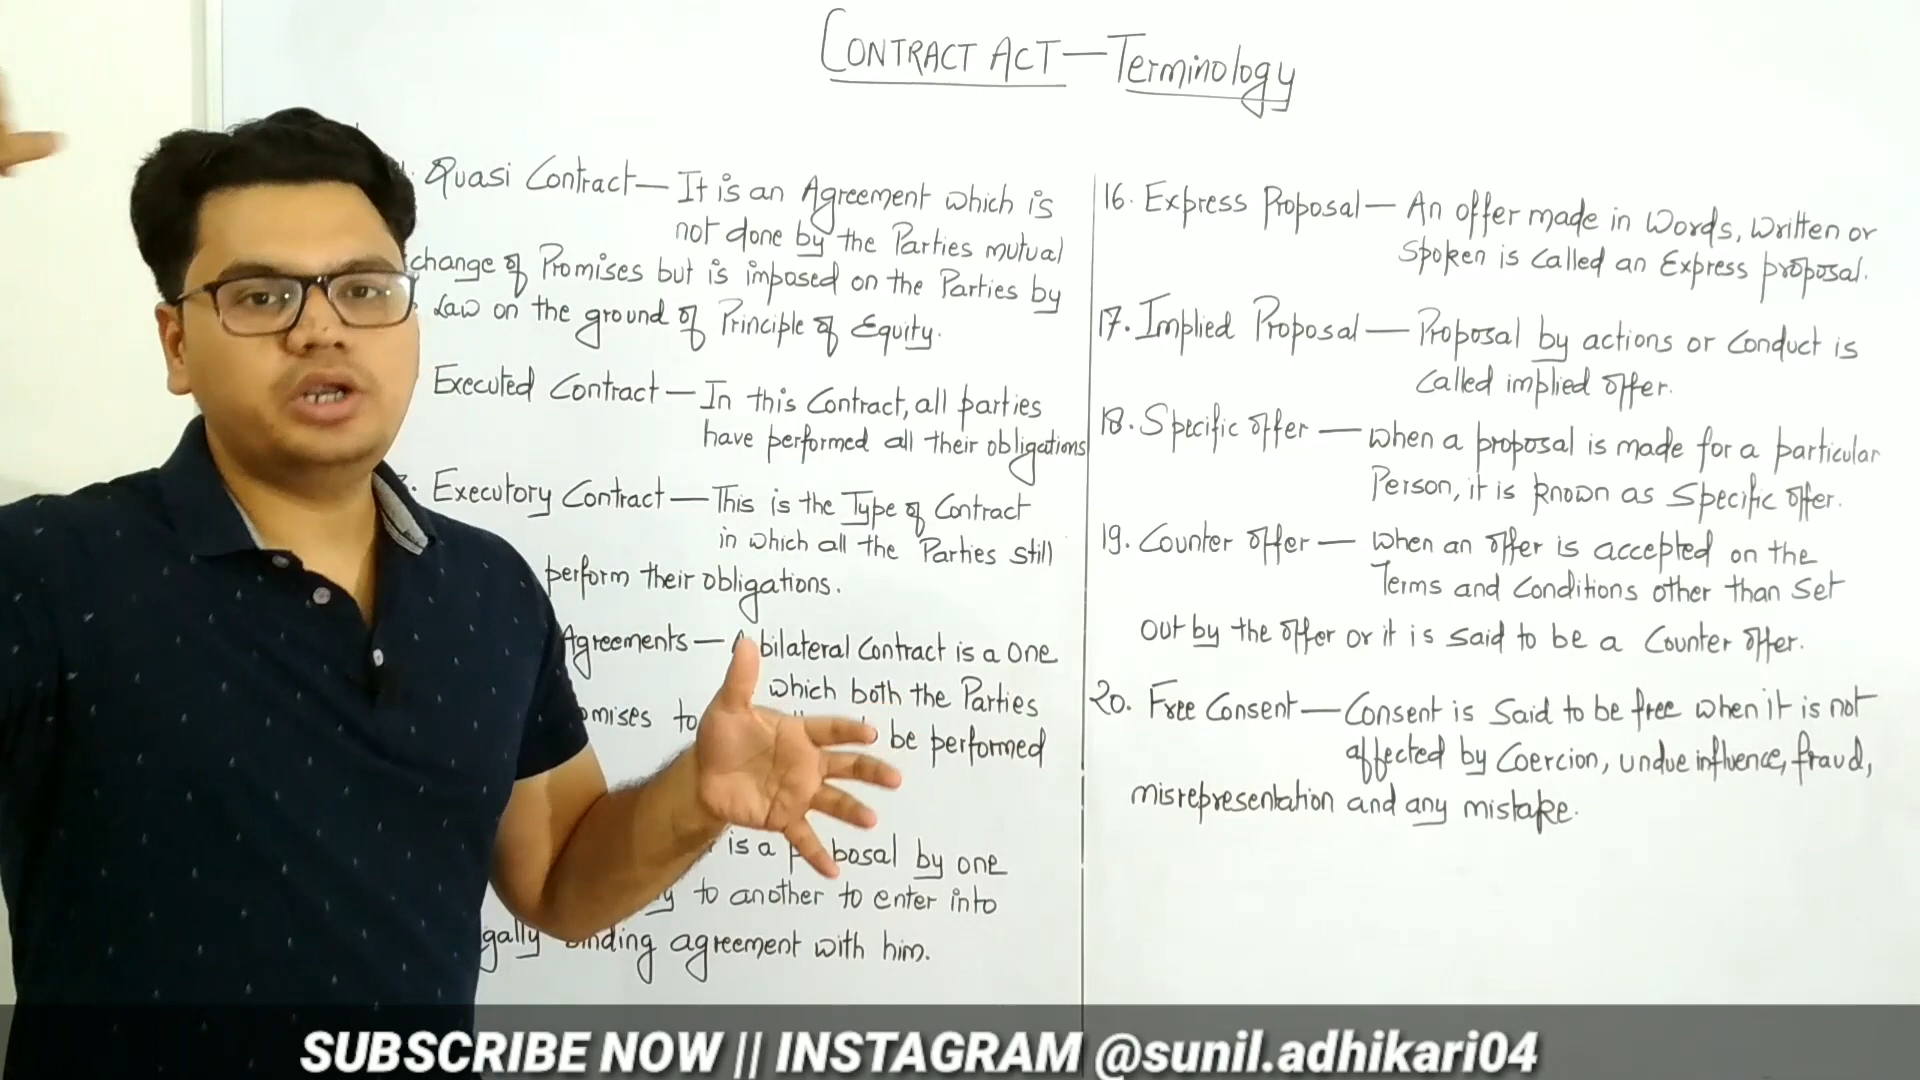 CONTRACT ACT — Terminology
Quasi Contract — It is an Agreement which is
not done by the Parties mutual
change of Promises but is imposed on the Parties by
Law on the ground of Principle of Equity.
Executed Contract — In this Contract, all parties
have performed all their obligations
Executory Contract — This is the Type of Contract
in which all the Parties still
perform their obligations.
Agreements — A bilateral Contract is a one
which both the Parties
to be performed
is a proposal by one
to another to enter into
binding agreement with him.
16. Express Proposal — An offer made in words, written or
spoken is called an Express proposal.
17. Implied Proposal — Proposal by actions or conduct is
called implied offer.
18. Specific offer — when a proposal is made for a particular
Person, it is known as Specific offer.
19. Counter offer — when an offer is accepted on the
Terms and Conditions other than set
out by the offer or it is said to be a Counter offer.
20. Free Consent — Consent is said to be free when it is not
affected by Coercion, undue influence, fraud,
misrepresentation and any mistake.
SUBSCRIBE NOW || INSTAGRAM @sunil.adhikari04